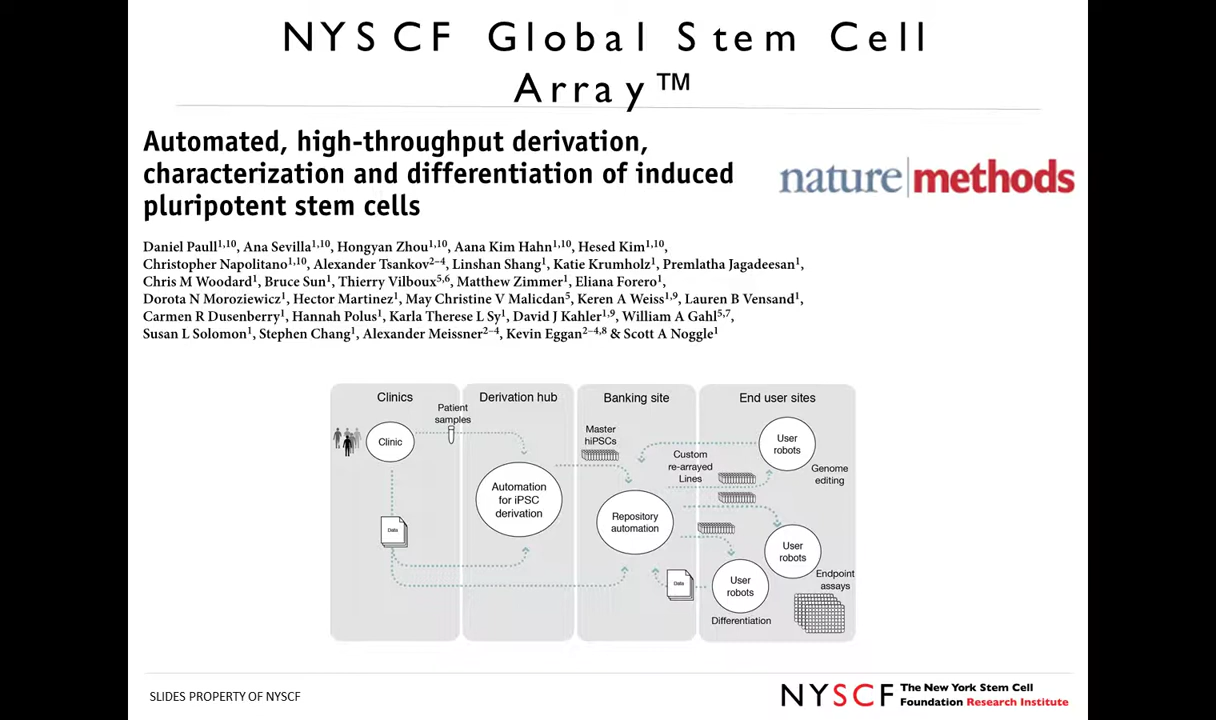 NYSCF Global Stem Cell
Array™
Automated, high-throughput derivation,
characterization and differentiation of induced
pluripotent stem cells
nature methods
Daniel Paull1,10, Ana Sevilla1,10, Hongyan Zhou1,10, Aana Kim Hahn1,10, Hesed Kim1,10,
Christopher Napolitano1,10, Alexander Tsankov2–4, Linshan Shang1, Katie Krumholz1, Premlatha Jagadeesan1,
Chris M Woodard1, Bruce Sun1, Thierry Vilboux5,6, Matthew Zimmer1, Eliana Forero1,
Dorota N Moroziewicz1, Hector Martinez1, May Christine V Malicdan5, Keren A Weiss1,9, Lauren B Vensand1,
Carmen R Dusenberry1, Hannah Polus1, Karla Therese L Sy1, David J Kahler1,9, William A Gahl5,7,
Susan L Solomon1, Stephen Chang1, Alexander Meissner2–4, Kevin Eggan2–4,8 & Scott A Noggle1
Clinics
Patient
samples
Clinic
Data
Derivation hub
Automation
for iPSC
derivation
Banking site
Master
hiPSCs
Repository
automation
Data
End user sites
Custom
re-arrayed
Lines
User
robots
Genome
editing
User
robots
Endpoint
assays
User
robots
Differentiation
SLIDES PROPERTY OF NYSCF
NYSCF
The New York Stem Cell
Foundation Research Institute